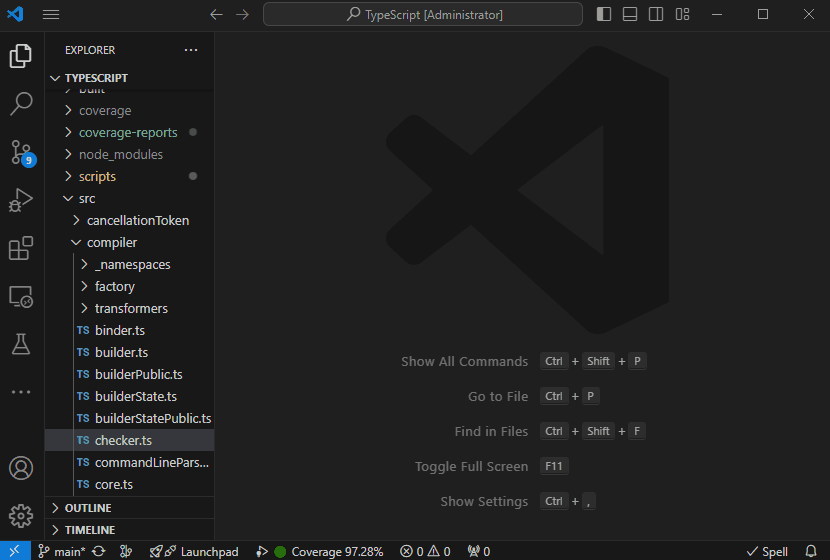 TypeScript [Administrator]
EXPLORER
TYPESCRIPT
built
coverage
coverage-reports
node_modules
scripts
src
cancellationToken
compiler
_namespaces
factory
transformers
TS binder.ts
TS builder.ts
TS builderPublic.ts
TS builderState.ts
TS builderStatePublic.ts
TS checker.ts
TS commandLinePars...
TS core.ts
OUTLINE
TIMELINE
9
Show All Commands Ctrl + Shift + P
Go to File Ctrl + P
Find in Files Ctrl + Shift + F
Toggle Full Screen F11
Show Settings Ctrl + ,
main* Launchpad Coverage 97.28% 0 0 0 Spell